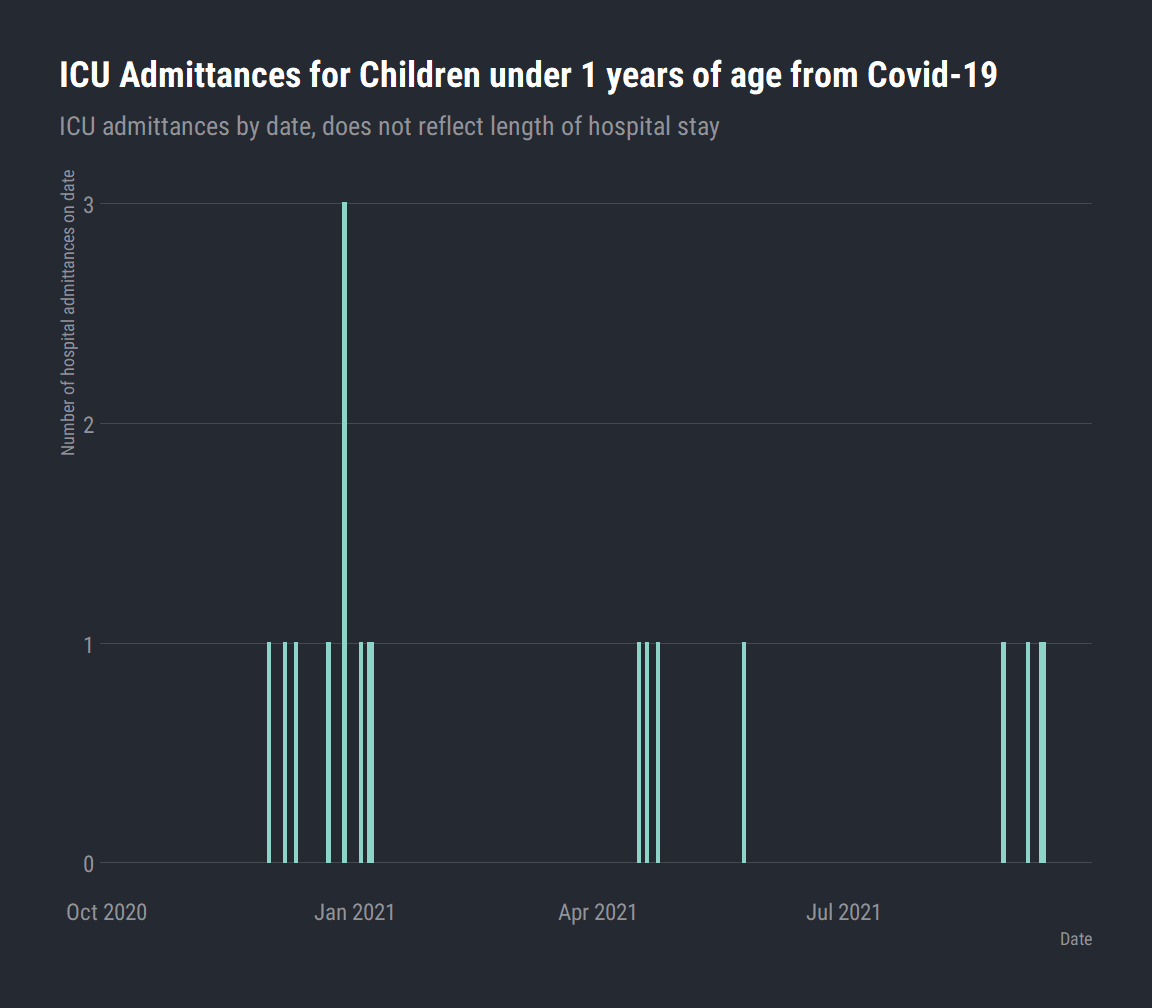 ICU Admittances for Children under 1 years of age from Covid-19
ICU admittances by date, does not reflect length of hospital stay
Number of hospital admittances on date
3
2
1
0
Oct 2020
Jan 2021
Apr 2021
Jul 2021
Date